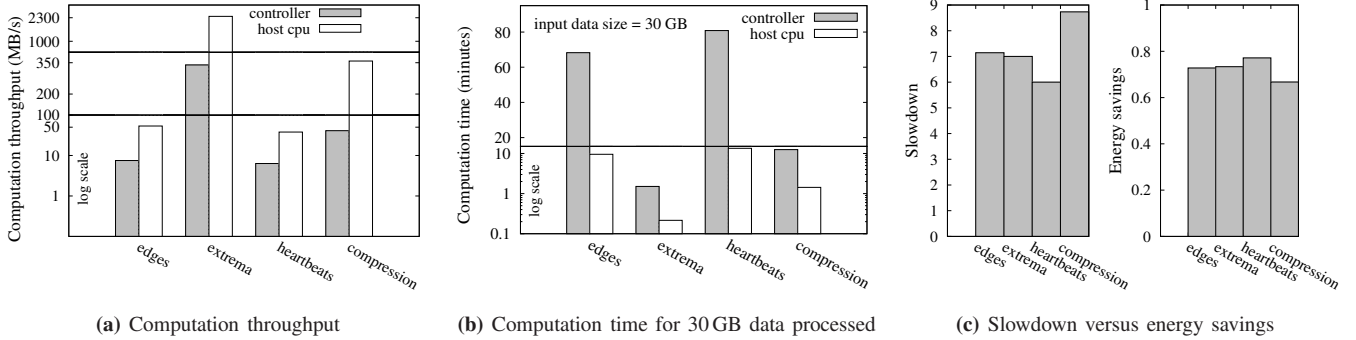 Computation throughput (MB/s)
2300
1000
350
200
100
50
10
1
log scale
controller
host cpu
edges
extrema
heartbeats
compression
(a) Computation throughput
Computation time (minutes)
80
60
40
20
10
1
0.1
log scale
input data size = 30 GB
controller
host cpu
edges
extrema
heartbeats
compression
(b) Computation time for 30 GB data processed
Slowdown
9
8
7
6
5
4
3
2
1
0
edges
extrema
heartbeats
compression
Energy savings
1
0.8
0.6
0.4
0.2
0
edges
extrema
heartbeats
compression
(c) Slowdown versus energy savings